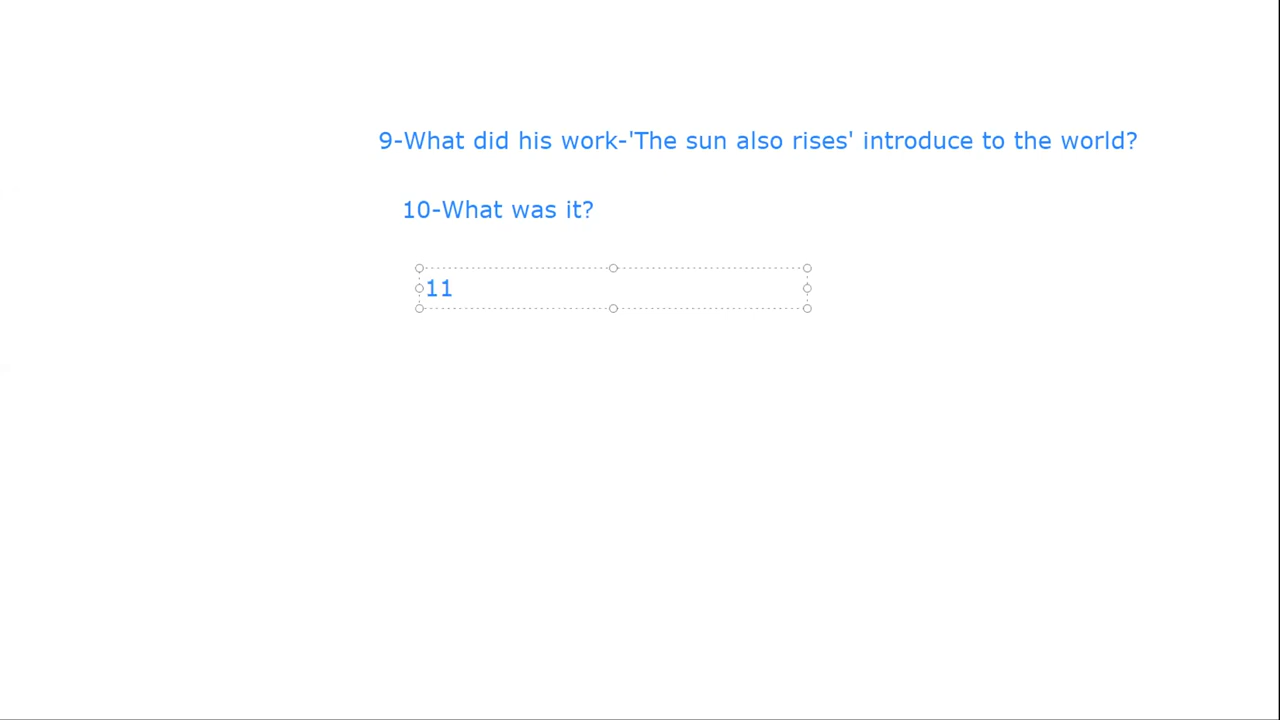 9-What did his work-'The sun also rises' introduce to the world?
10-What was it?
11